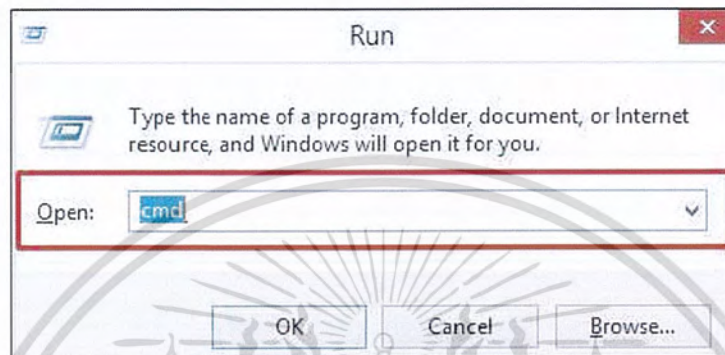 Run
Type the name of a program, folder, document, or Internet
resource, and Windows will open it for you.
Open: cmd
OK Cancel Browse...